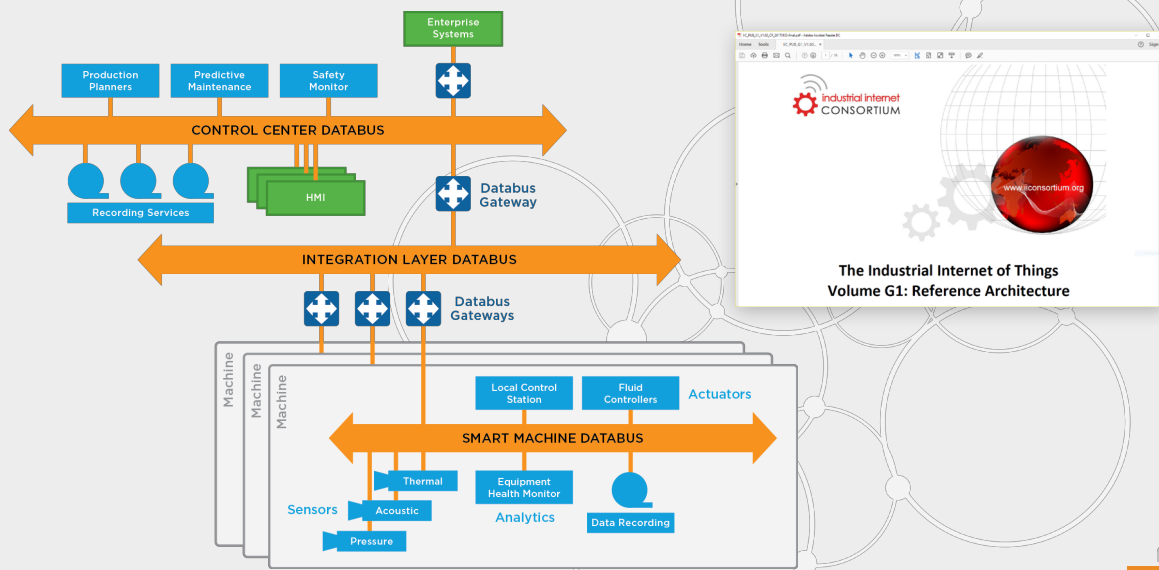 Enterprise
Systems
Production
Planners
Predictive
Maintenance
Safety
Monitor
CONTROL CENTER DATABUS
Recording Services
HMI
Databus
Gateway
INTEGRATION LAYER DATABUS
Databus
Gateways
Machine
Machine
Machine
Local Control
Station
Fluid
Controllers
Actuators
SMART MACHINE DATABUS
Thermal
Sensors
Acoustic
Pressure
Equipment
Health Monitor
Analytics
Data Recording
Home Tools
Sign
industrial internet
CONSORTIUM
www.iiconsortium.org
The Industrial Internet of Things
Volume G1: Reference Architecture